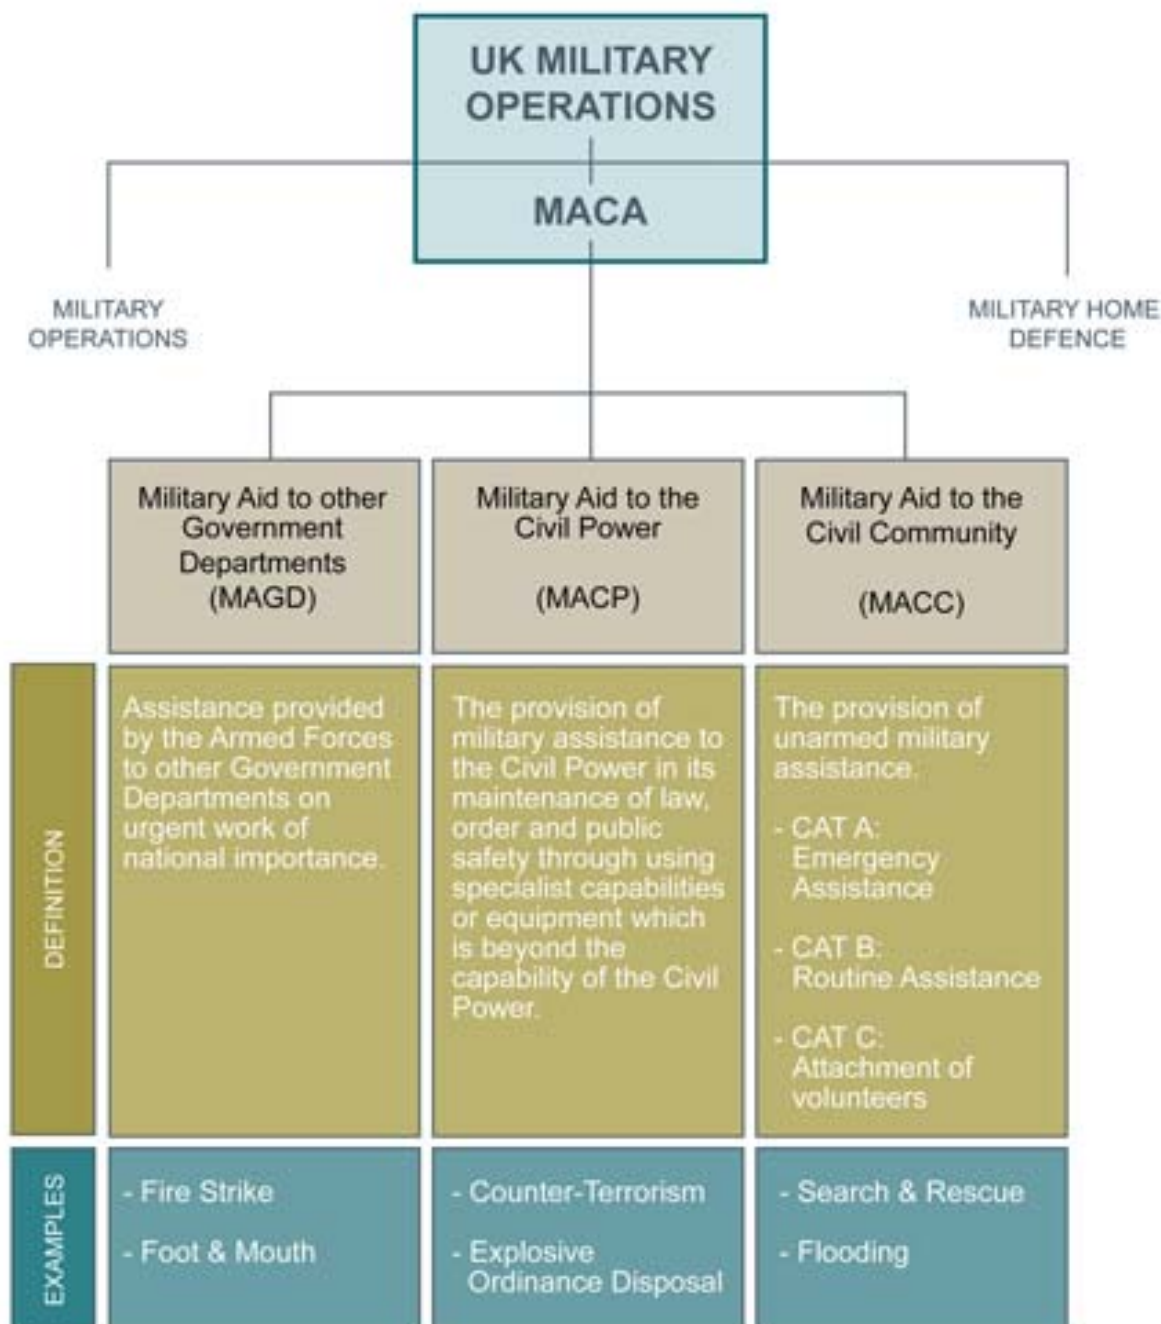 UK MILITARY
OPERATIONS
MACA
MILITARY
OPERATIONS
MILITARY HOME
DEFENCE
Military Aid to other
Government
Departments
(MAGD)
Military Aid to the
Civil Power
(MACP)
Military Aid to the
Civil Community
(MACC)
DEFINITION
Assistance provided
by the Armed Forces
to other Government
Departments on
urgent work of
national importance.
The provision of
military assistance to
the Civil Power in its
maintenance of law,
order and public
safety through using
specialist capabilities
or equipment which
is beyond the
capability of the Civil
Power.
The provision of
unarmed military
assistance.
- CAT A:
Emergency
Assistance
- CAT B:
Routine Assistance
- CAT C:
Attachment of
volunteers
EXAMPLES
- Fire Strike
- Foot & Mouth
- Counter-Terrorism
- Explosive
Ordinance Disposal
- Search & Rescue
- Flooding